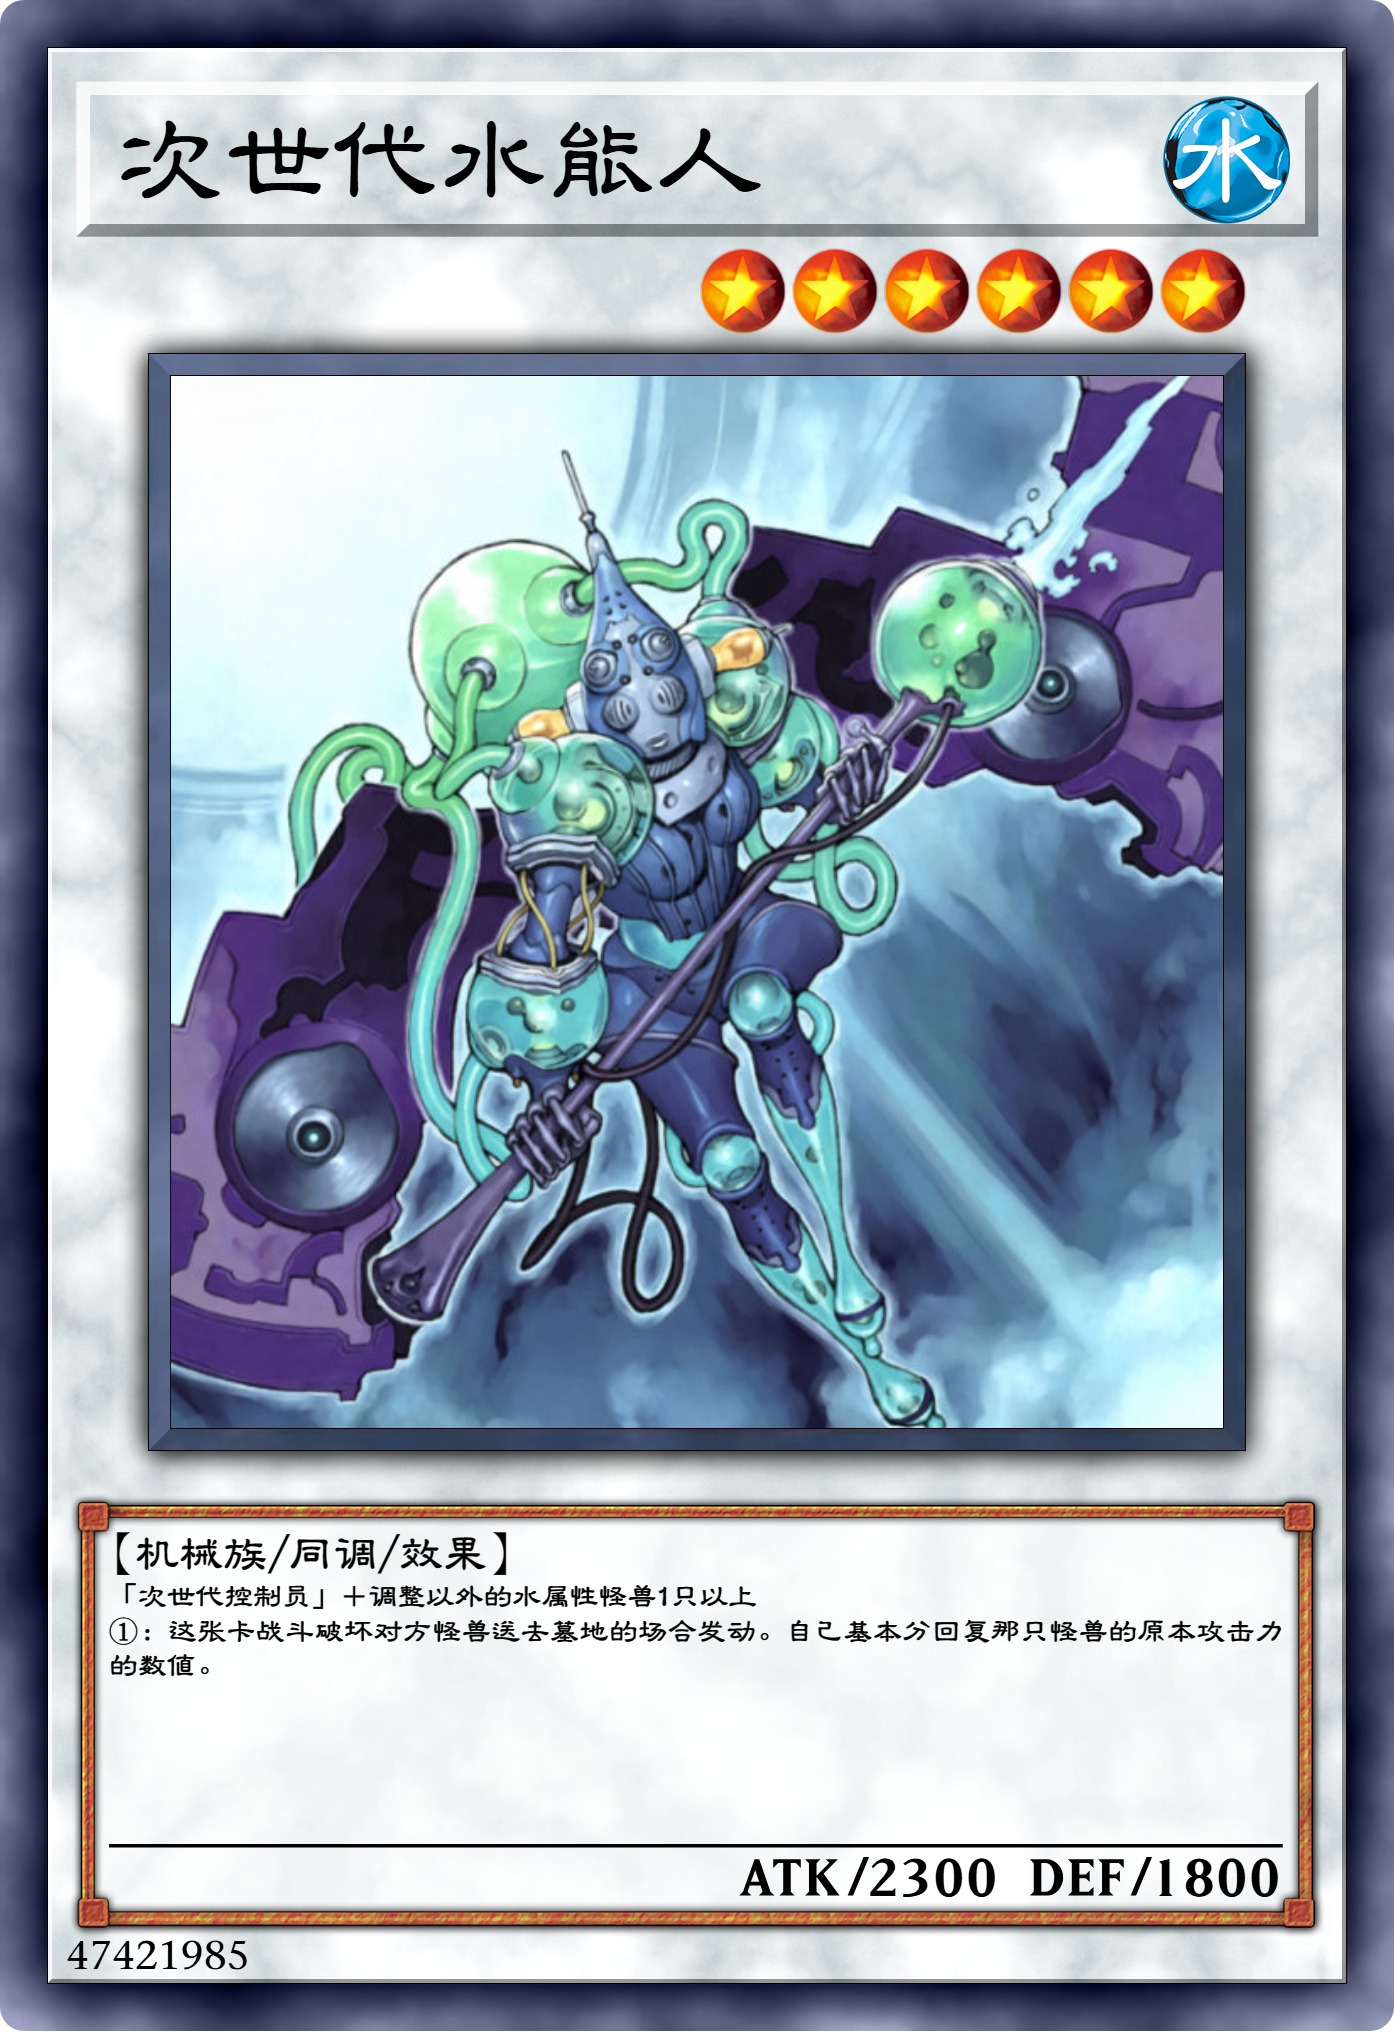 次世代水能人
水
【机械族/同调/效果】
「次世代控制员」＋调整以外的水属性怪兽1只以上
①：这张卡战斗破坏对方怪兽送去墓地的场合发动。自己基本分回复那只怪兽的原本攻击力
的数值。
ATK/2300 DEF/1800
47421985